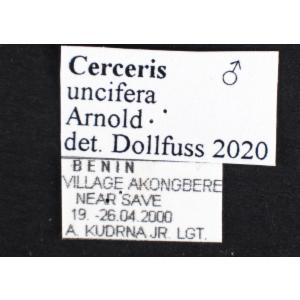 Cerceris ♂
uncifera
Arnold
det. Dollfuss 2020
BENIN
VILLAGE AKONGBERE
NEAR SAVE
19. -26.04.2000
A. KUDRNA JR. LGT.